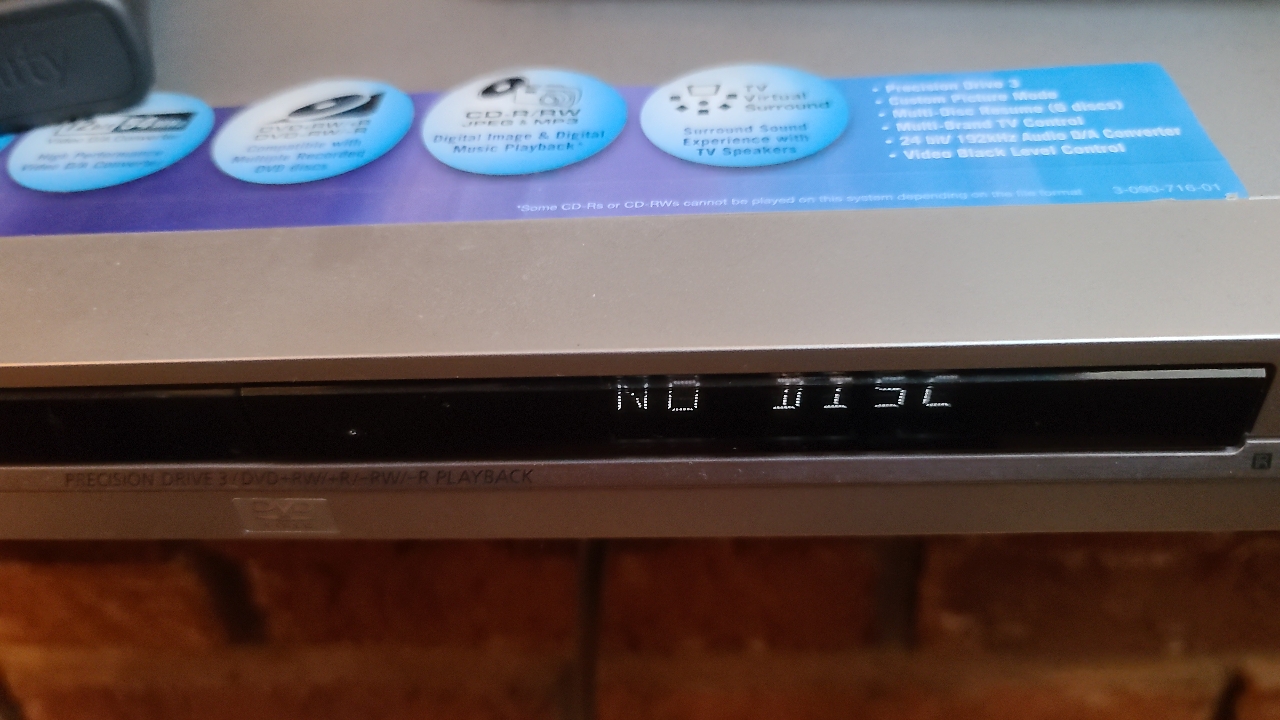 lity
High
Video D/A Converter
DVD+RW/-R
Compatible with
Multiple Recorded
DVD discs
CD-R/RW
JPEG & MP3
Digital Image & Digital
Music Playback*
TV
Virtual
Surround
Surround Sound
Experience with
TV Speakers
• Precision Drive 3
• Custom Picture Mode
• Multi-Disc Resume (6 discs)
• Multi-Brand TV Control
• 24 bit/ 192KHz Audio D/A Converter
• Video Black Level Control
*Some CD-Rs or CD-RWs cannot be played on this system depending on the file format
3-090-716-01
NO DISC
PRECISION DRIVE 3 / DVD+RW/+R/-RW/-R PLAYBACK
DVD
R